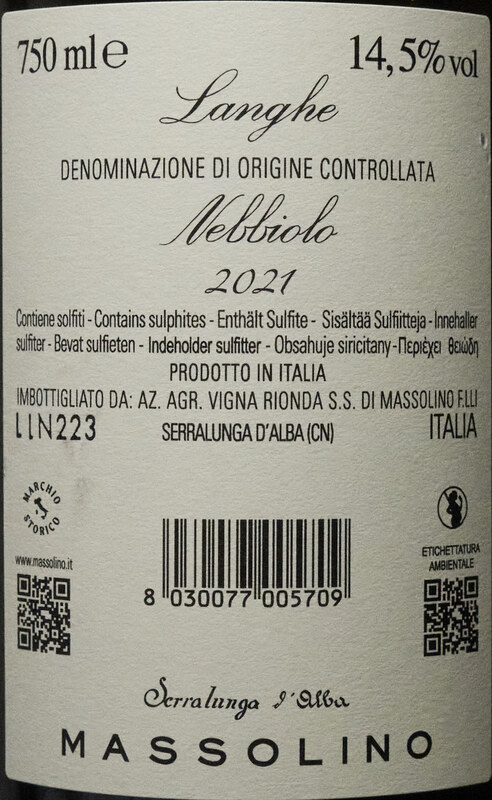 750 ml e
14,5% vol
Langhe
DENOMINAZIONE DI ORIGINE CONTROLLATA
Nebbiolo
2021
Contiene solfiti - Contains sulphites - Enthält Sulfite - Sisältää Sulfiitteja - Innehaller
sulfiter - Bevat sulfieten - Indeholder sulfitter - Obsahuje siricitany - Περιέχει θειώδη
PRODOTTO IN ITALIA
IMBOTTIGLIATO DA: AZ. AGR. VIGNA RIONDA S.S. DI MASSOLINO F.LLI
LLN223 SERRALUNGA D'ALBA (CN) ITALIA
MARCHIO
STORICO
www.massolino.it
ETICHETTATURA
AMBIENTALE
8 030077 005709
Serralunga d'Alba
MASSOLINO